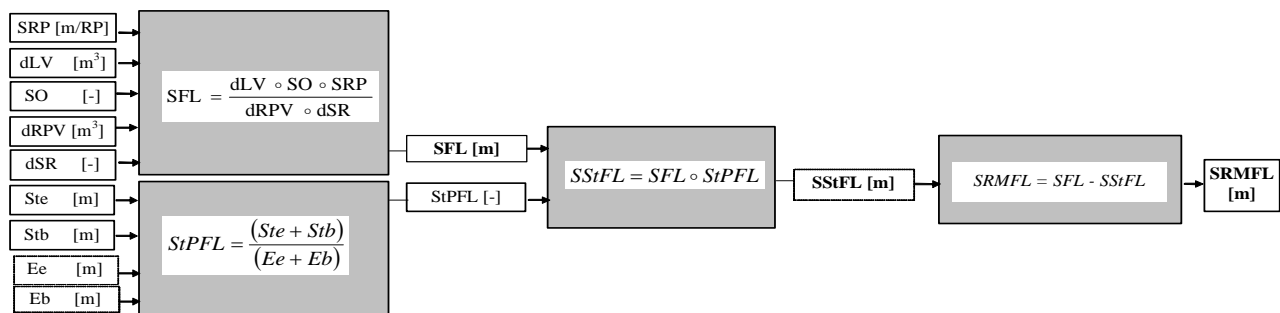 SRP [m/RP]
dLV [m³]
SO [-]
dRPV [m³]
dSR [-]
Ste [m]
Stb [m]
Ee [m]
Eb [m]
SFL = (dLV ∘ SO ∘ SRP) / (dRPV ∘ dSR)
StPFL = (Ste + Stb) / (Ee + Eb)
SFL [m]
StPFL [-]
SStFL = SFL ∘ StPFL
SStFL [m]
SRMFL = SFL - SStFL
SRMFL
[m]